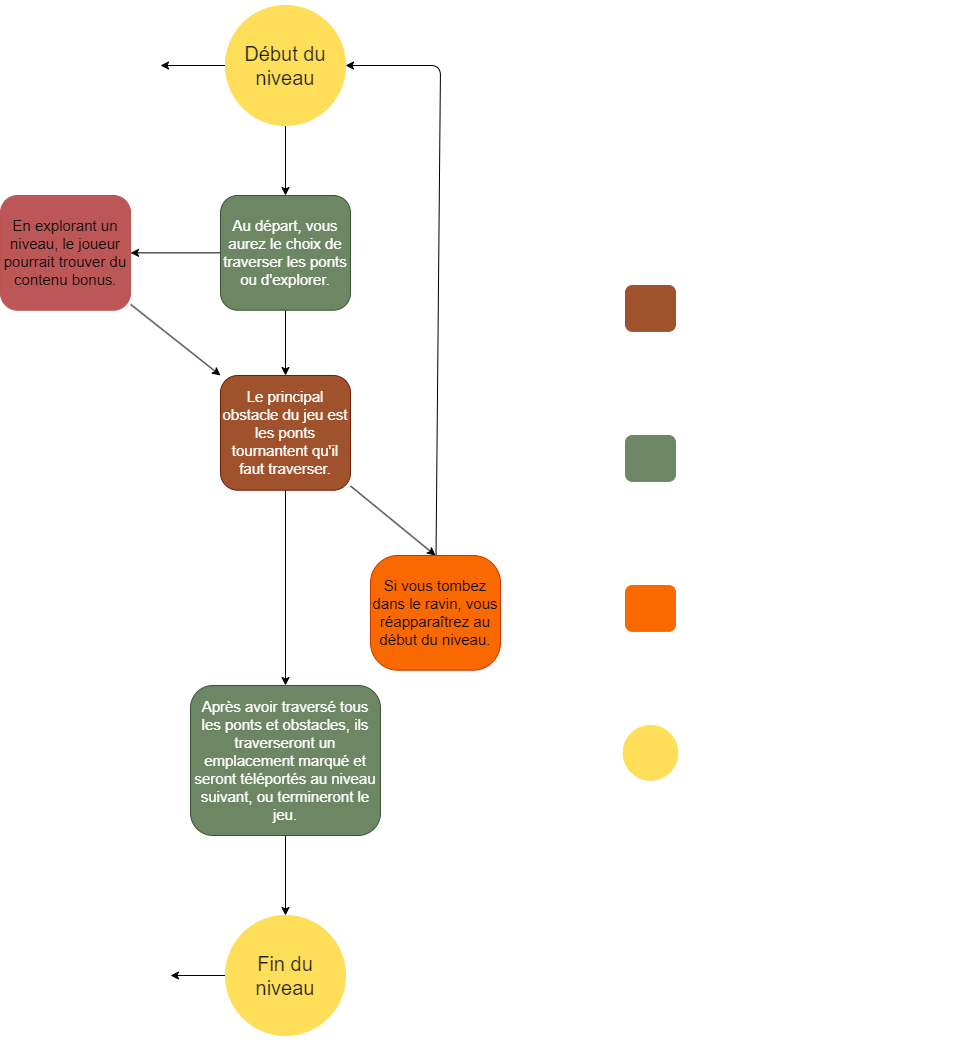 Début du
niveau
En explorant un
niveau, le joueur
pourrait trouver du
contenu bonus.
Au départ, vous
aurez le choix de
traverser les ponts
ou d'explorer.
Le principal
obstacle du jeu est
les ponts
tournantent qu'il
faut traverser.
Si vous tombez
dans le ravin, vous
réapparaîtrez au
début du niveau.
Après avoir traversé tous
les ponts et obstacles, ils
traverseront un
emplacement marqué et
seront téléportés au niveau
suivant, ou termineront le
jeu.
Fin du
niveau